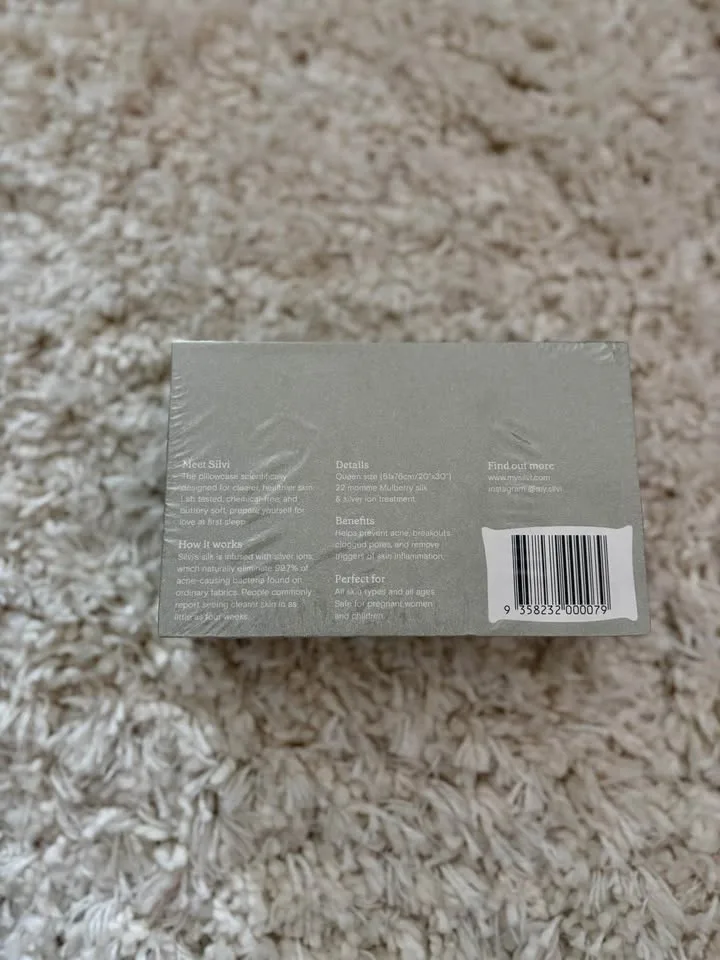 Meet Silvi
The pillowcase scientifically
designed for clearer, healthier skin.
Lab tested, chemical-free, and
buttery soft, prepare yourself for
love at first sleep.
How it works
Silvi's silk is infused with silver ions,
which naturally eliminate 99.7% of
acne-causing bacteria found on
ordinary fabrics. People commonly
report seeing clearer skin in as
little as four weeks.
Details
Queen size (51x76cm/20"x30")
22 momme Mulberry silk
& silver ion treatment.
Benefits
Helps prevent acne, breakouts,
clogged pores, and remove
triggers of skin inflammation.
Perfect for
All skin types and all ages
Safe for pregnant women
and children
Find out more
www.mysilvi.com
instagram @my.silvi
9 358232 000079